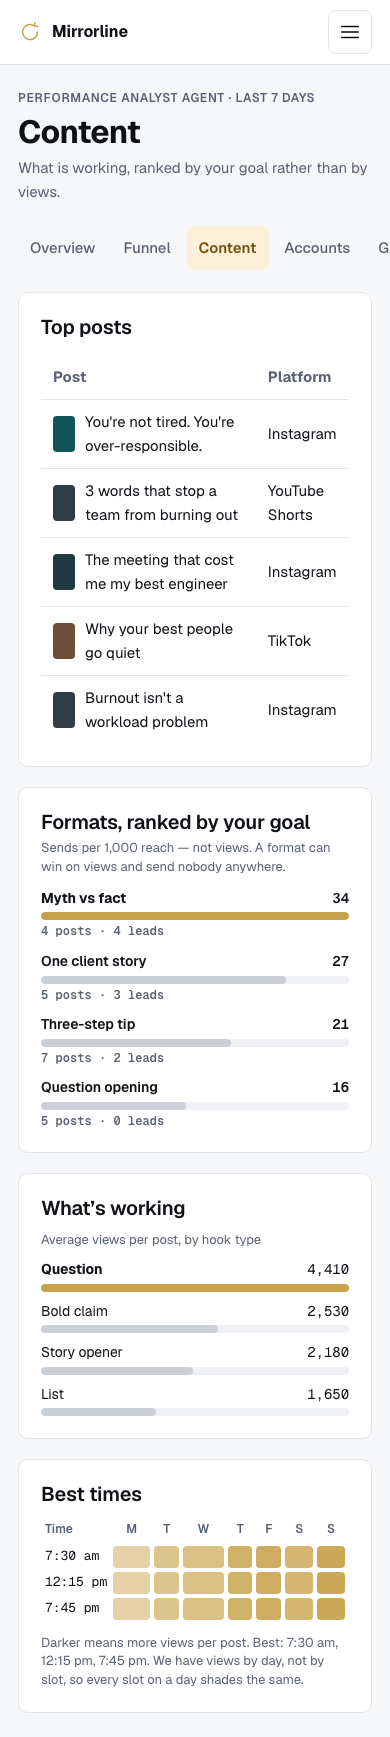 Mirrorline
PERFORMANCE ANALYST AGENT · LAST 7 DAYS
Content
What is working, ranked by your goal rather than by
views.
Overview Funnel Content Accounts G
Top posts
Post Platform
You're not tired. You're
over-responsible.
Instagram
3 words that stop a
team from burning out
YouTube
Shorts
The meeting that cost
me my best engineer
Instagram
Why your best people
go quiet
TikTok
Burnout isn't a
workload problem
Instagram
Formats, ranked by your goal
Sends per 1,000 reach — not views. A format can
win on views and send nobody anywhere.
Myth vs fact 34
4 posts · 4 leads
One client story 27
5 posts · 3 leads
Three-step tip 21
7 posts · 2 leads
Question opening 16
5 posts · 0 leads
What’s working
Average views per post, by hook type
Question 4,410
Bold claim 2,530
Story opener 2,180
List 1,650
Best times
Time M T W T F S S
7:30 am
12:15 pm
7:45 pm
Darker means more views per post. Best: 7:30 am,
12:15 pm, 7:45 pm. We have views by day, not by
slot, so every slot on a day shades the same.